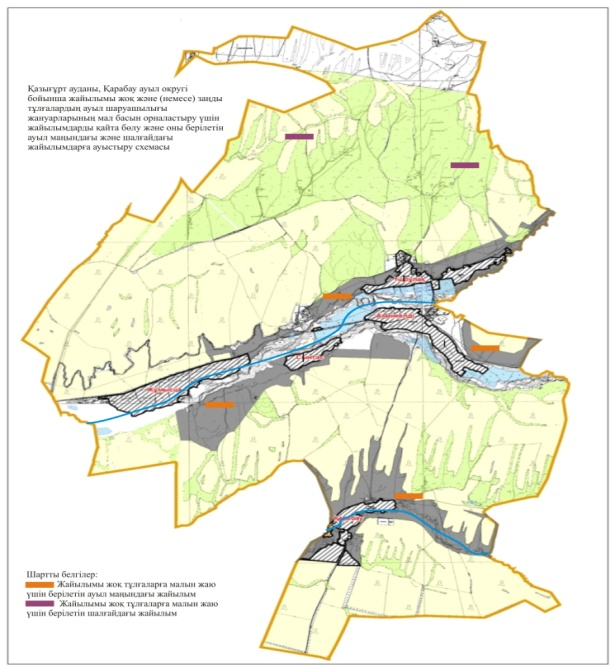 Қазығұрт ауданы, Қарабау ауыл округі
бойынша жайылымы жоқ және (немесе) заңды
тұлғалардың ауыл шаруашылығы
жануарларының мал басын орналастыру үшін
жайылымдарды қайта бөлу және оны берілетін
ауыл маңындағы және шалғайдағы
жайылымдарға ауыстыру схемасы
Шартты белгілер:
Жайылымы жоқ тұлғаларға малын жаю
үшін берілетін ауыл маңындағы жайылым
Жайылымы жоқ тұлғаларға малын жаю
үшін берілетін шалғайдағы жайылым